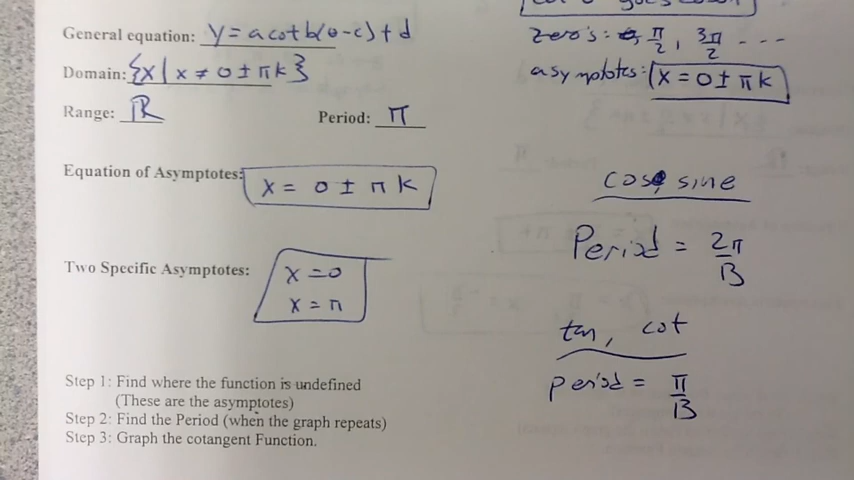 General equation: y = a cot b(θ-c) + d
Domain: {x | x ≠ 0 ± πk}
Range: ℝ Period: π
Equation of Asymptotes: x = 0 ± πk
Two Specific Asymptotes: x = 0
x = π
Step 1: Find where the function is undefined
(These are the asymptotes)
Step 2: Find the Period (when the graph repeats)
Step 3: Graph the cotangent Function.
zero's: π/2, 3π/2 ...
asymptotes: x = 0 ± πk
cos, sine
Period = 2π/B
tan, cot
period = π/B